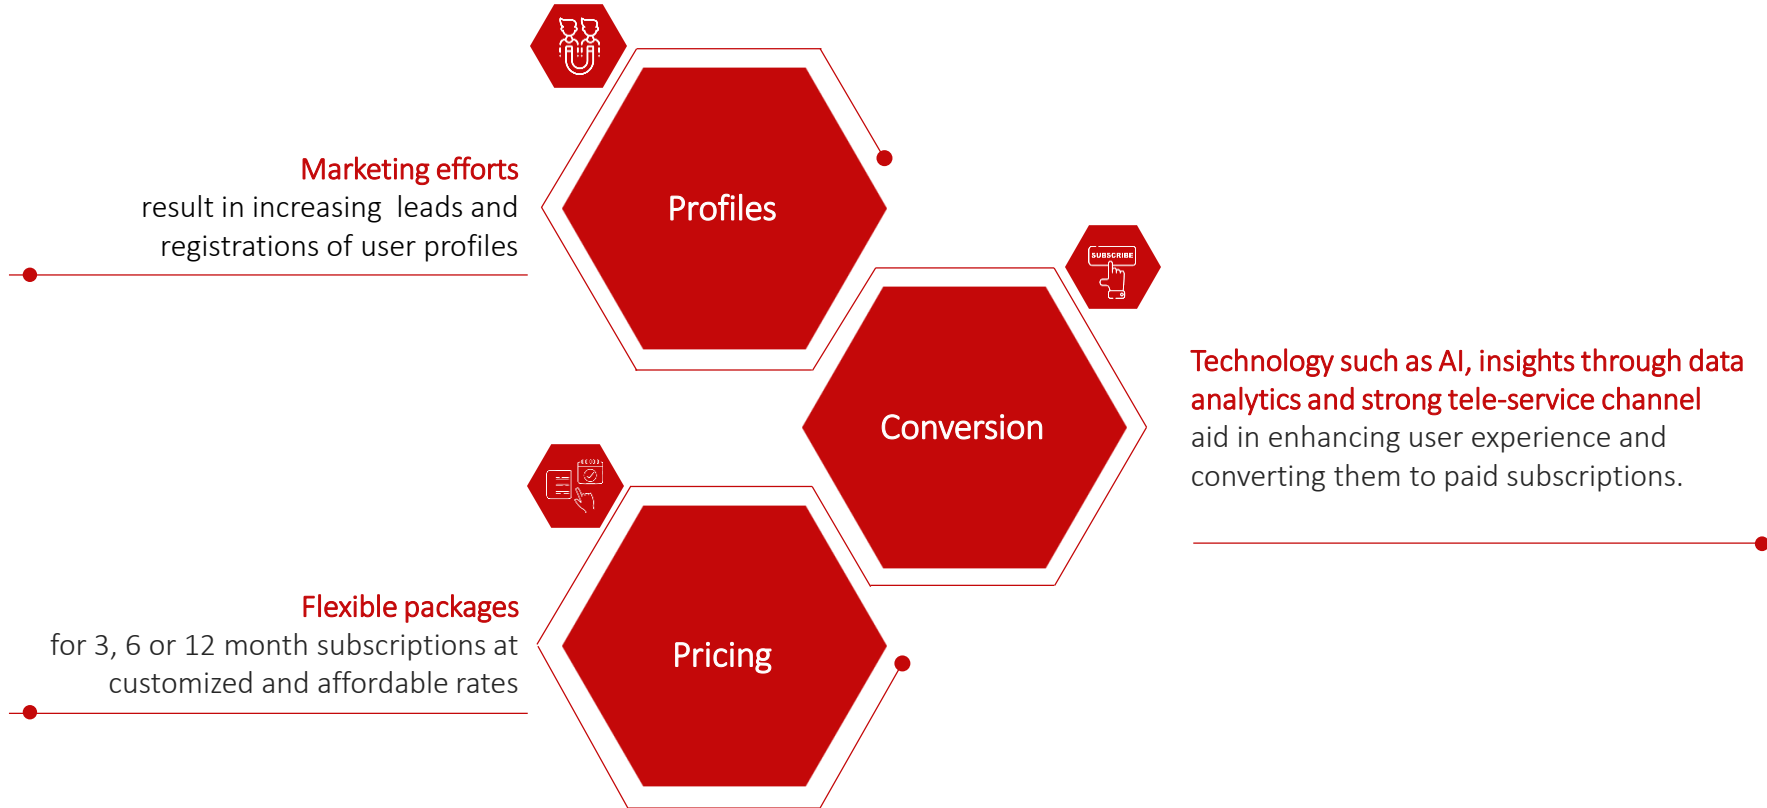 Marketing efforts
result in increasing leads and
registrations of user profiles
Profiles
SUBSCRIBE
Conversion
Technology such as AI, insights through data
analytics and strong tele-service channel
aid in enhancing user experience and
converting them to paid subscriptions.
Flexible packages
for 3, 6 or 12 month subscriptions at
customized and affordable rates
Pricing